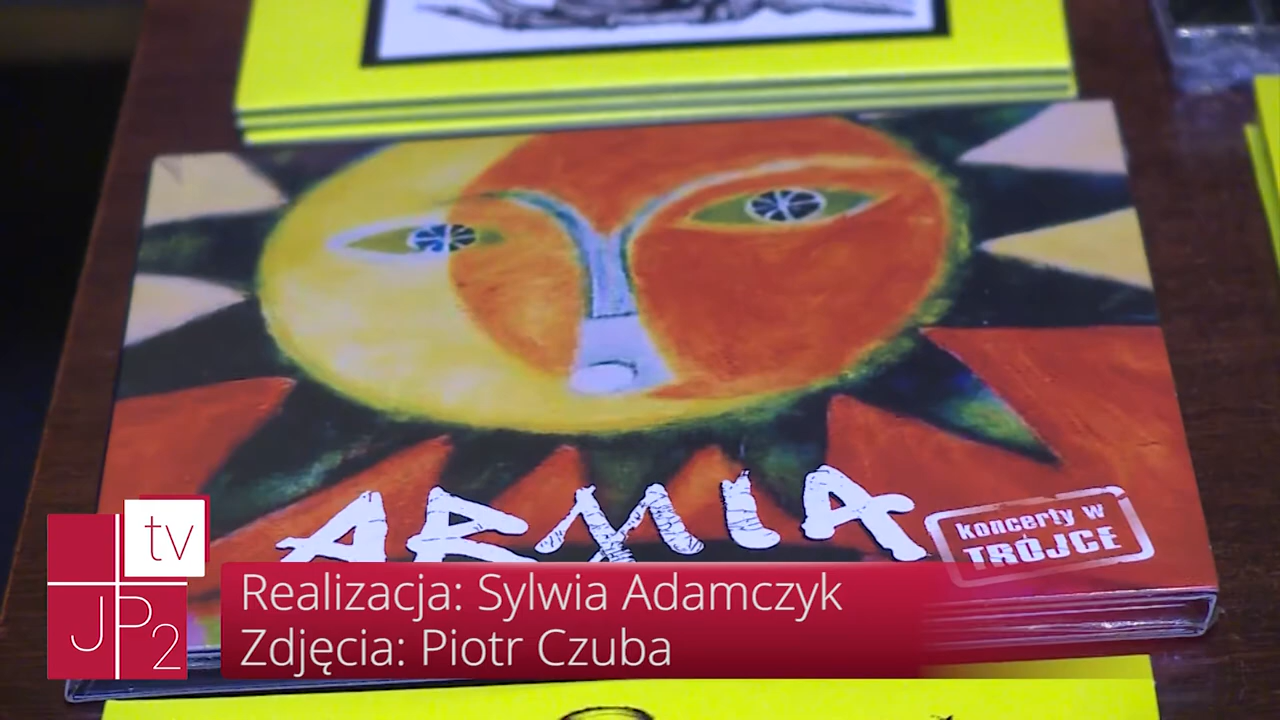 ARMIA
koncerty w
TRÓJCE
tv
JP2
Realizacja: Sylwia Adamczyk
Zdjęcia: Piotr Czuba